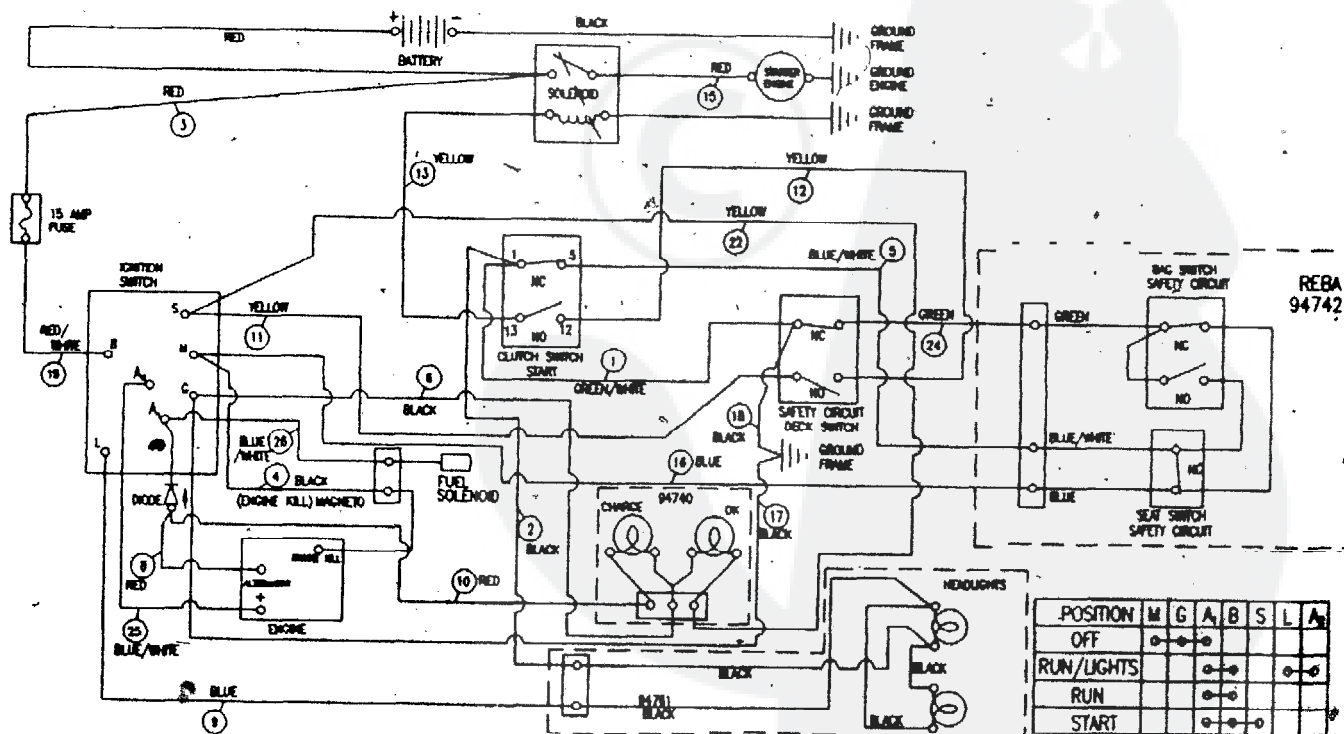 +
-
BLACK
GROUND
FRAME
RED
BATTERY
RED
15
STARTER
ENGINE
GROUND
ENGINE
SOLENOID
RED
3
GROUND
FRAME
YELLOW
13
YELLOW
12
15 AMP
FUSE
YELLOW
22
BLUE/WHITE
5
1
5
NC
13
12
NO
CLUTCH SWITCH
START
IGNITION
SWITCH
S
YELLOW
11
RED/
WHITE
19
B
M
A₂
G
A₁
L
6
BLACK
1
GREEN/WHITE
NC
NO
SAFETY CIRCUIT
DECK SWITCH
GREEN
24
BAG SWITCH
SAFETY CIRCUIT
REBA
94742
GREEN
NC
NO
BLUE/WHITE
BLUE
NC
SEAT SWITCH
SAFETY CIRCUIT
18
BLACK
GROUND
FRAME
BLUE
/WHITE
26
4
BLACK
(ENGINE KILL) MAGNETO
FUEL
SOLENOID
16
BLUE
DIODE
94740
CHARGE
OK
17
BLACK
2
BLACK
8
RED
ALTERNATOR
+
ENGINE
10
RED
25
BLUE/WHITE
HEADLIGHTS
BLACK
BLACK
BLACK
BLACK
BLUE
9
POSITION M G A₁ B S L A₂
OFF
RUN/LIGHTS
RUN
START